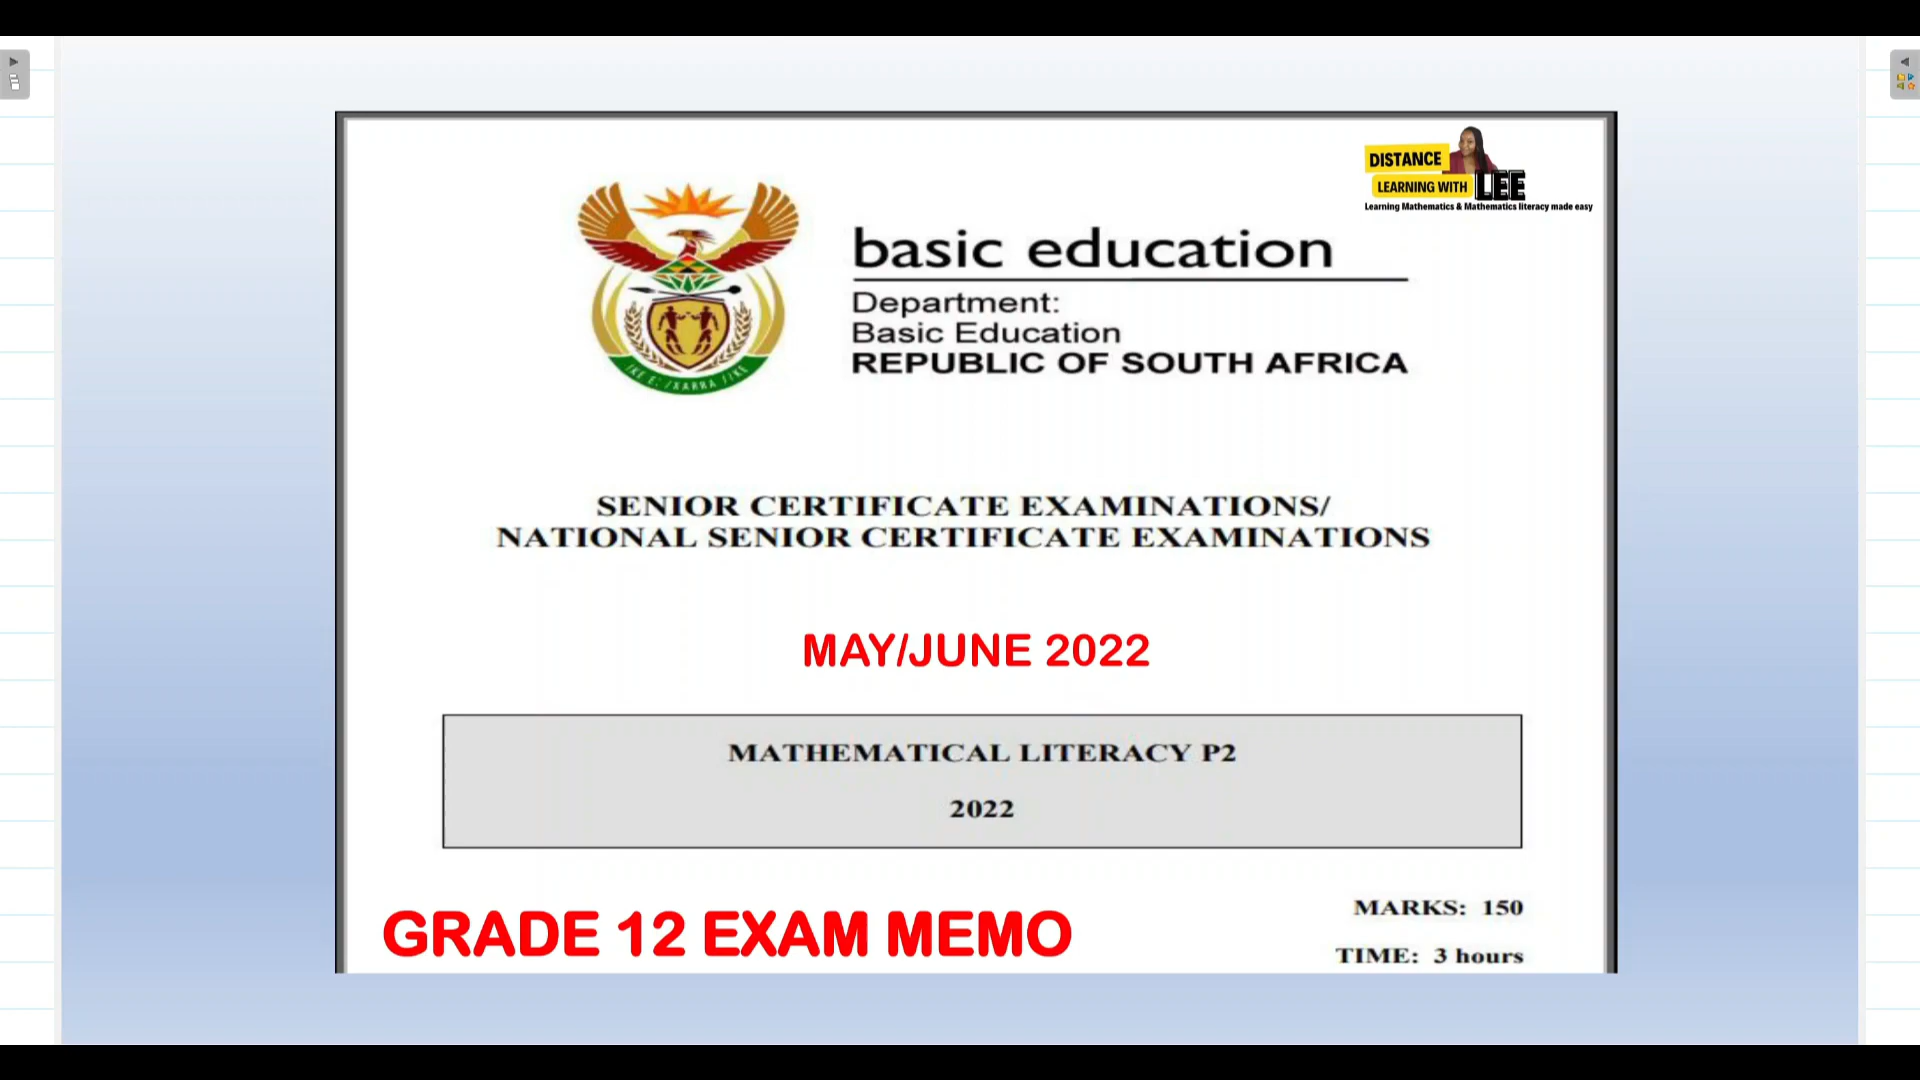 DISTANCE
LEARNING WITH LEE
Learning Mathematics & Mathematics literacy made easy
basic education
Department:
Basic Education
REPUBLIC OF SOUTH AFRICA
SENIOR CERTIFICATE EXAMINATIONS/
NATIONAL SENIOR CERTIFICATE EXAMINATIONS
MAY/JUNE 2022
MATHEMATICAL LITERACY P2
2022
GRADE 12 EXAM MEMO
MARKS: 150
TIME: 3 hours